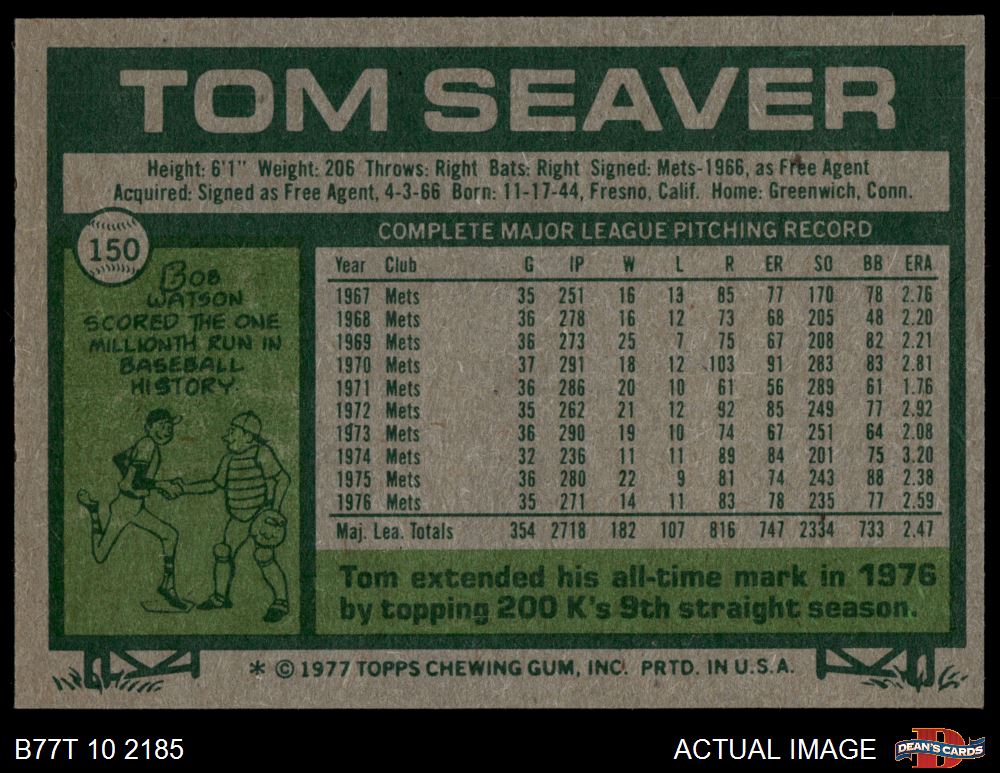 TOM SEAVER
Height: 6'1" Weight: 206 Throws: Right Bats: Right Signed: Mets-1966, as Free Agent
Acquired: Signed as Free Agent, 4-3-66 Born: 11-17-44, Fresno, Calif. Home: Greenwich, Conn.
150
BOB
WATSON
SCORED THE ONE
MILLIONTH RUN IN
BASEBALL
HISTORY.
COMPLETE MAJOR LEAGUE PITCHING RECORD
Year Club G IP W L R ER SO BB ERA
1967 Mets 35 251 16 13 85 77 170 78 2.76
1968 Mets 36 278 16 12 73 68 205 48 2.20
1969 Mets 36 273 25 7 75 67 208 82 2.21
1970 Mets 37 291 18 12 103 91 283 83 2.81
1971 Mets 36 286 20 10 61 56 289 61 1.76
1972 Mets 35 262 21 12 92 85 249 77 2.92
1973 Mets 36 290 19 10 74 67 251 64 2.08
1974 Mets 32 236 11 11 89 84 201 75 3.20
1975 Mets 36 280 22 9 81 74 243 88 2.38
1976 Mets 35 271 14 11 83 78 235 77 2.59
Maj. Lea. Totals 354 2718 182 107 816 747 2334 733 2.47
Tom extended his all-time mark in 1976
by topping 200 K's 9th straight season.
* © 1977 TOPPS CHEWING GUM, INC. PRTD. IN U.S.A.
B77T 10 2185
ACTUAL IMAGE
D
DEAN'S CARDS